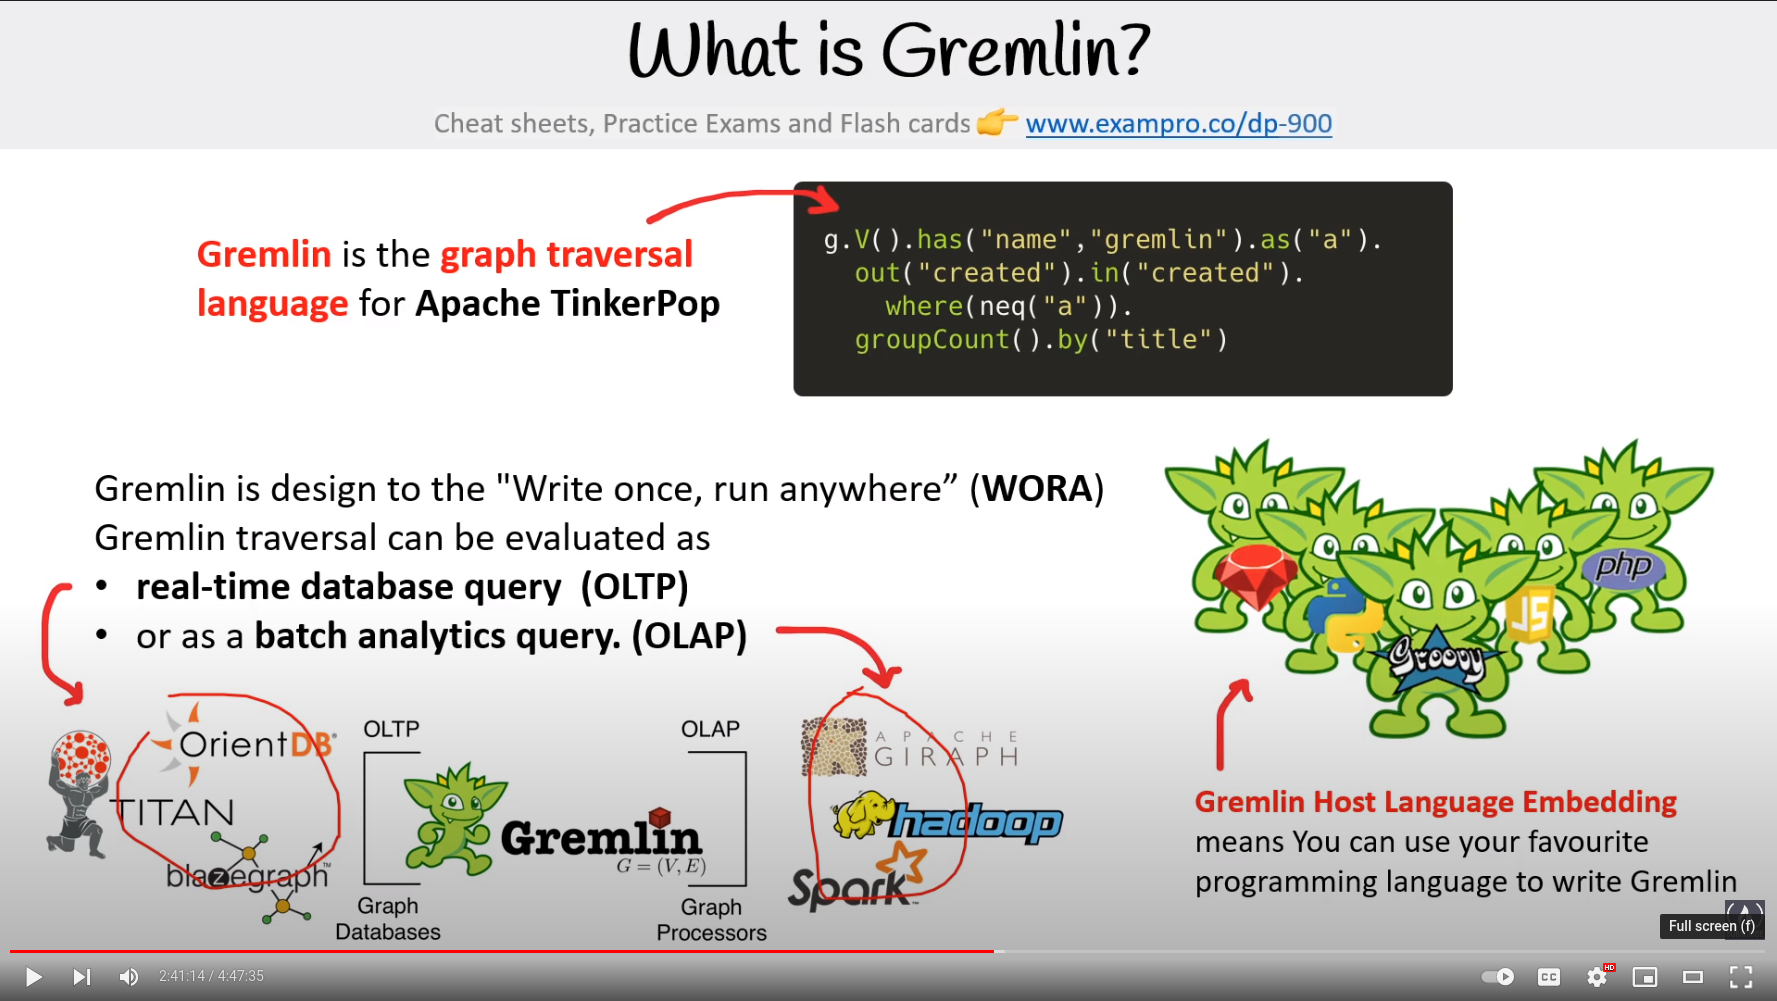 What is Gremlin?
Cheat sheets, Practice Exams and Flash cards www.exampro.co/dp-900
Gremlin is the graph traversal
language for Apache TinkerPop
g.V().has("name","gremlin").as("a").
out("created").in("created").
where(neq("a")).
groupCount().by("title")
Gremlin is design to the "Write once, run anywhere” (WORA)
Gremlin traversal can be evaluated as
• real-time database query (OLTP)
• or as a batch analytics query. (OLAP)
php
JS
Groovy
OrientDB®
TITAN
blazegraph™
OLTP
Graph
Databases
Gremlin
G = (V, E)
OLAP
Graph
Processors
APACHE
GIRAPH
hadoop
Spark™
Gremlin Host Language Embedding
means You can use your favourite
programming language to write Gremlin
Full screen (f)
2:41:14 / 4:47:35
CC
HD